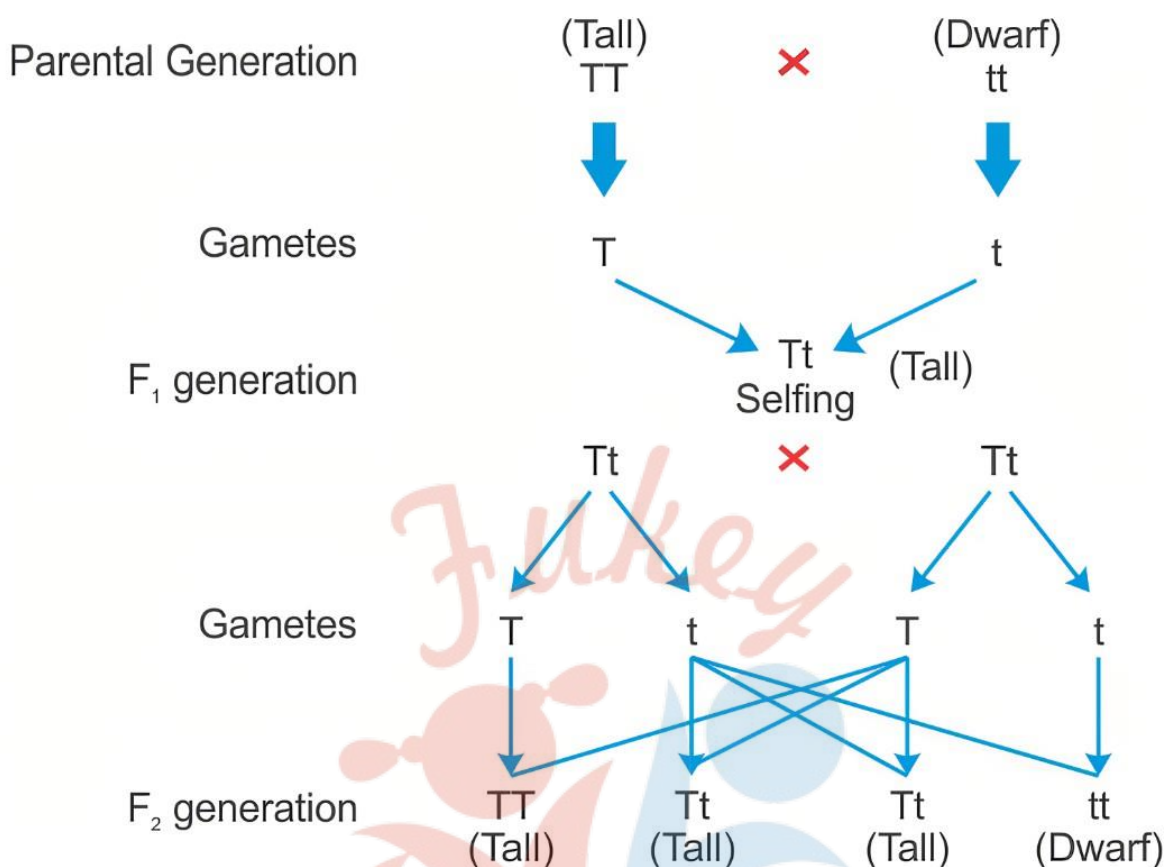 (Tall) (Dwarf)
Parental Generation TT × tt
Gametes T t
F₁ generation Tt (Tall)
Selfing
Tt × Tt
Jukey
Gametes T t T t
F₂ generation TT Tt Tt tt
(Tall) (Tall) (Tall) (Dwarf)